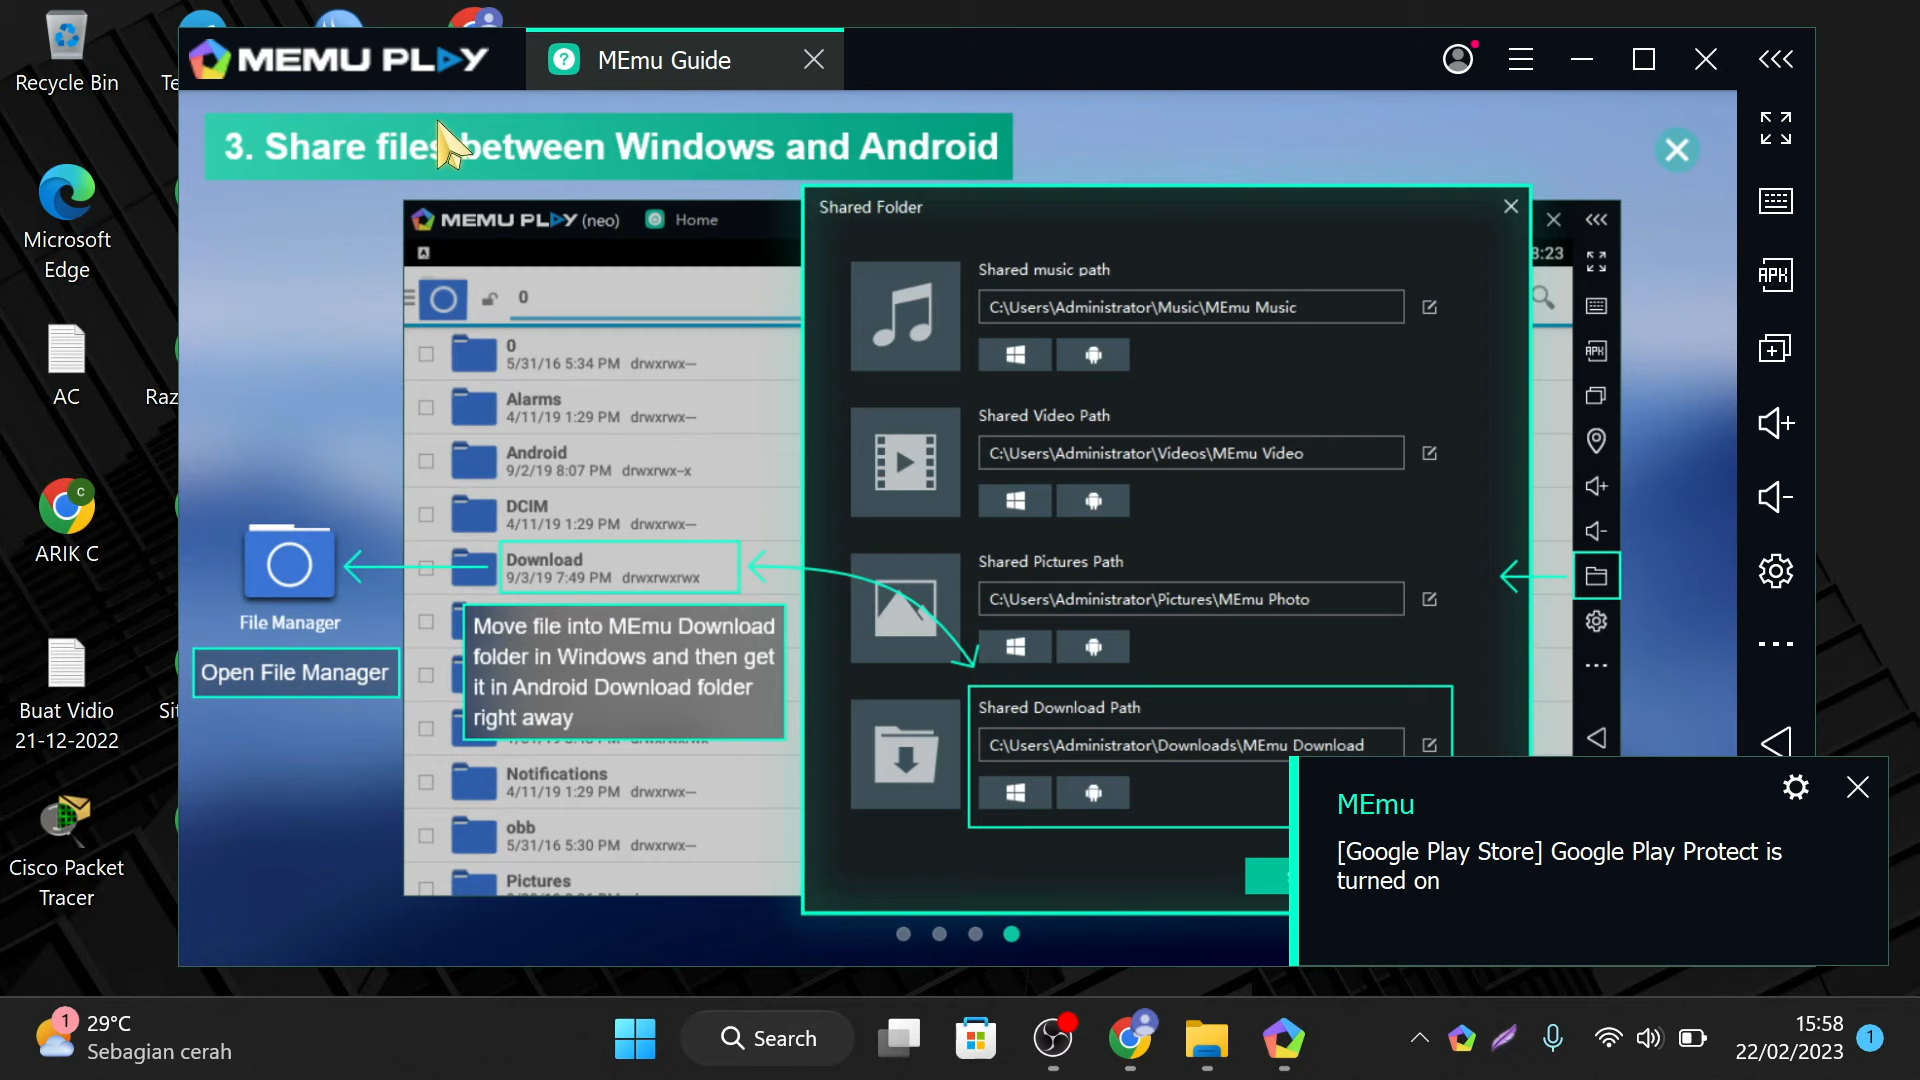 Recycle Bin
Te
MEMU PLAY
MEmu Guide
3. Share files between Windows and Android
MEMU PLAY (neo)
Home
0
0
5/31/16 5:34 PM drwxrwx—
Alarms
4/11/19 1:29 PM drwxrwx—
Android
9/2/19 8:07 PM drwxrwx--x
DCIM
4/11/19 1:29 PM drwxrwx—
Download
9/3/19 7:49 PM drwxrwxrwx
Move file into MEmu Download
folder in Windows and then get
it in Android Download folder
right away
Notifications
4/11/19 1:29 PM drwxrwx—
obb
5/31/16 5:30 PM drwxrwx—
Pictures
File Manager
Open File Manager
Shared Folder
Shared music path
C:\Users\Administrator\Music\MEmu Music
Shared Video Path
C:\Users\Administrator\Videos\MEmu Video
Shared Pictures Path
C:\Users\Administrator\Pictures\MEmu Photo
Shared Download Path
C:\Users\Administrator\Downloads\MEmu Download
3:23
APK
APK
MEmu
[Google Play Store] Google Play Protect is
turned on
Microsoft
Edge
AC
Raz
C
ARIK C
Buat Vidio
21-12-2022
Sit
Cisco Packet
Tracer
1
29°C
Sebagian cerah
Search
15:58
22/02/2023
1